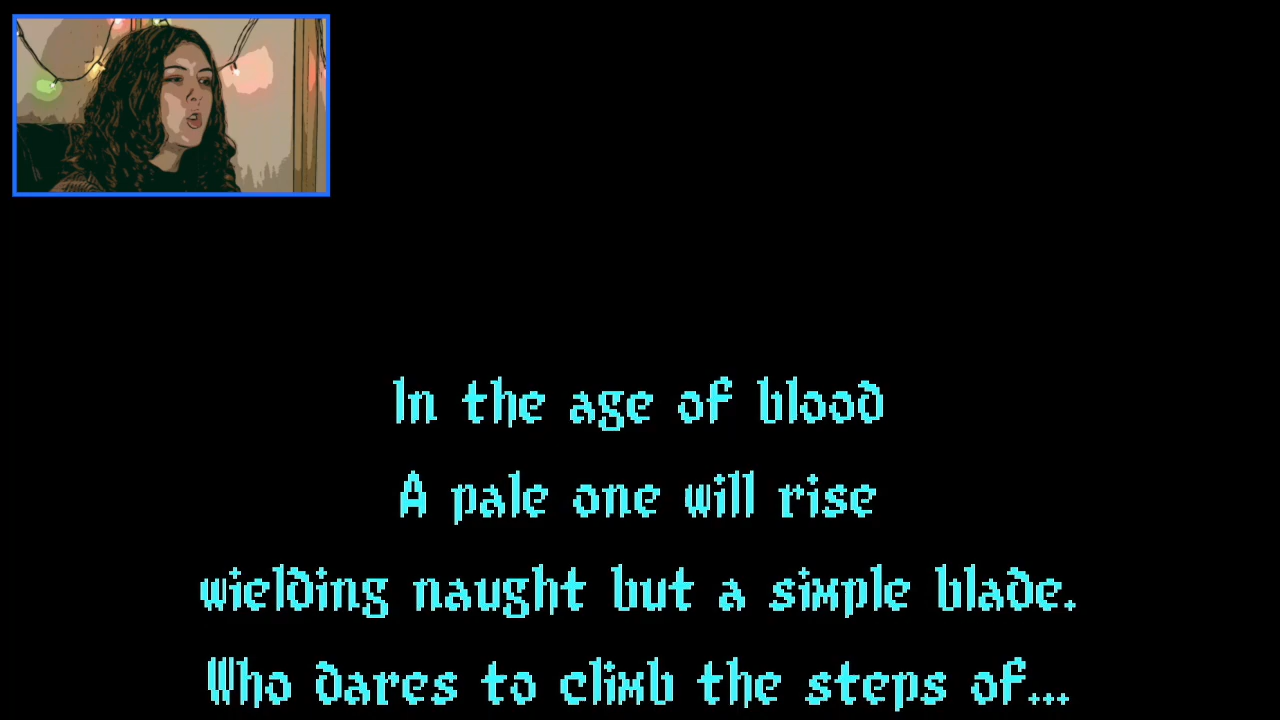 In the age of blood
A pale one will rise
wielding naught but a simple blade.
Who dares to climb the steps of...